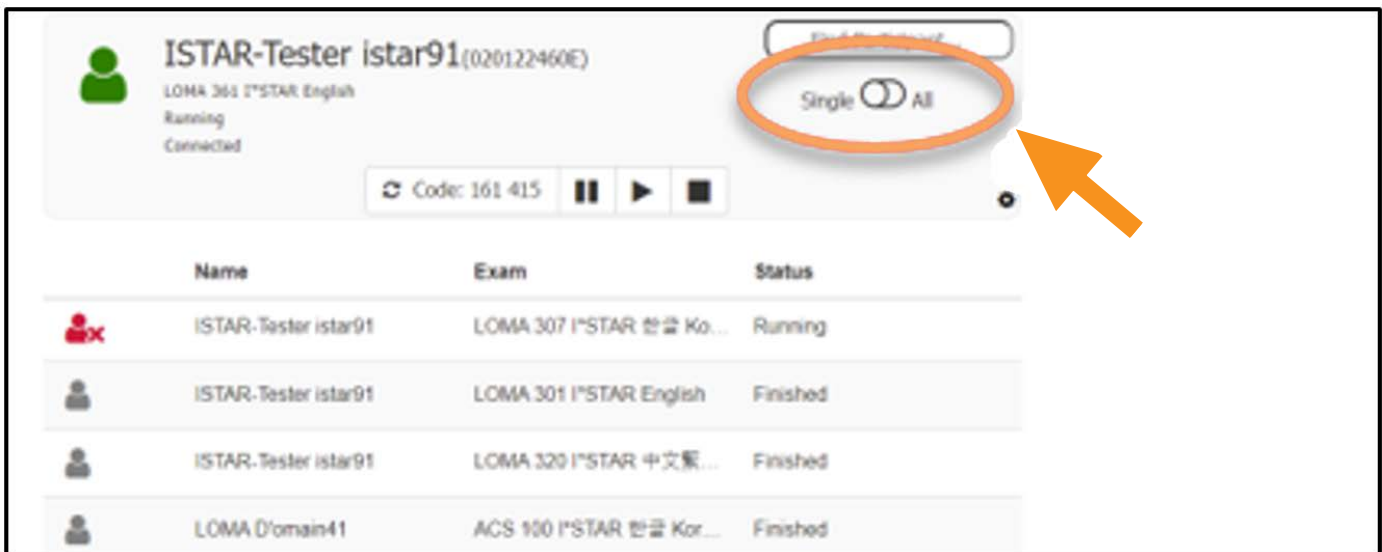 ISTAR-Tester istar91(020122460E)
LOMA 361 I*STAR English
Running
Connected
Find Participant...
Single All
Code: 161 415
Name Exam Status
ISTAR-Tester istar91 LOMA 307 I*STAR 한글 Ko... Running
ISTAR-Tester istar91 LOMA 301 I*STAR English Finished
ISTAR-Tester istar91 LOMA 320 I*STAR 中文繁... Finished
LOMA D'omain41 ACS 100 I*STAR 한글 Kor... Finished